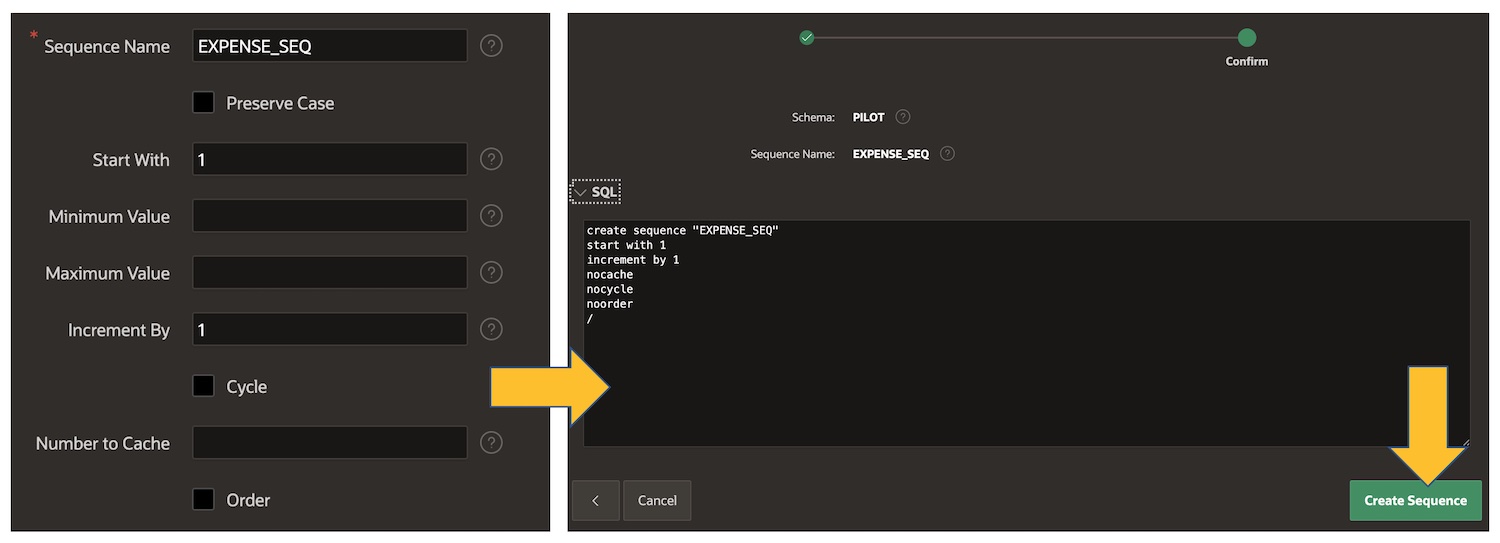 * Sequence Name EXPENSE_SEQ ?
Preserve Case
Start With 1 ?
Minimum Value ?
Maximum Value ?
Increment By 1 ?
Cycle
Number to Cache ?
Order
Confirm
Schema: PILOT ?
Sequence Name: EXPENSE_SEQ ?
SQL
create sequence "EXPENSE_SEQ"
start with 1
increment by 1
nocache
nocycle
noorder
/
Cancel
Create Sequence